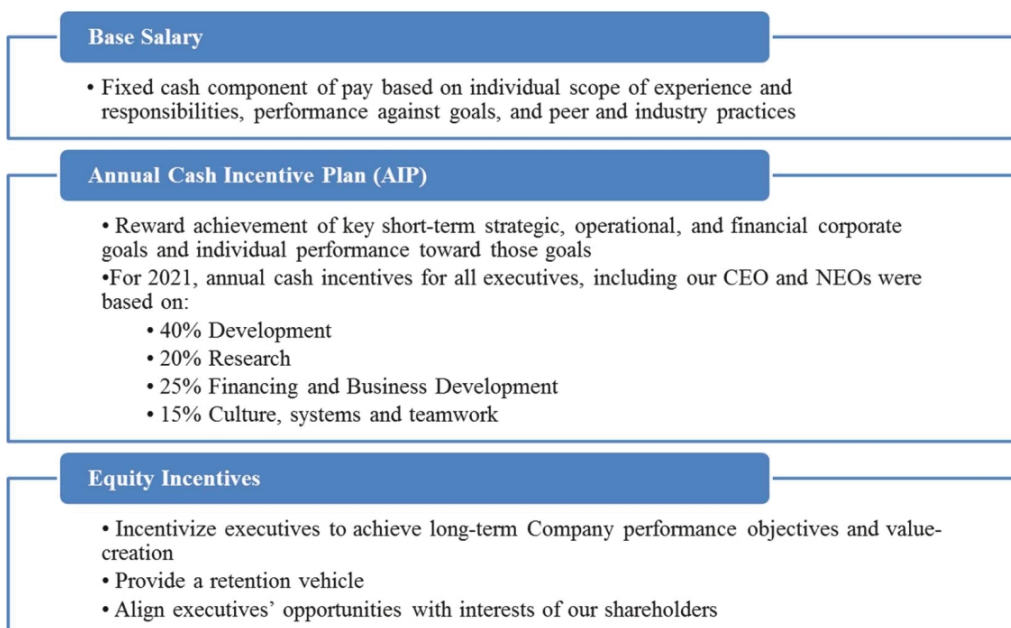 Base Salary
• Fixed cash component of pay based on individual scope of experience and
responsibilities, performance against goals, and peer and industry practices
Annual Cash Incentive Plan (AIP)
• Reward achievement of key short-term strategic, operational, and financial corporate
goals and individual performance toward those goals
•For 2021, annual cash incentives for all executives, including our CEO and NEOs were
based on:
• 40% Development
• 20% Research
• 25% Financing and Business Development
• 15% Culture, systems and teamwork
Equity Incentives
• Incentivize executives to achieve long-term Company performance objectives and value-
creation
• Provide a retention vehicle
• Align executives’ opportunities with interests of our shareholders